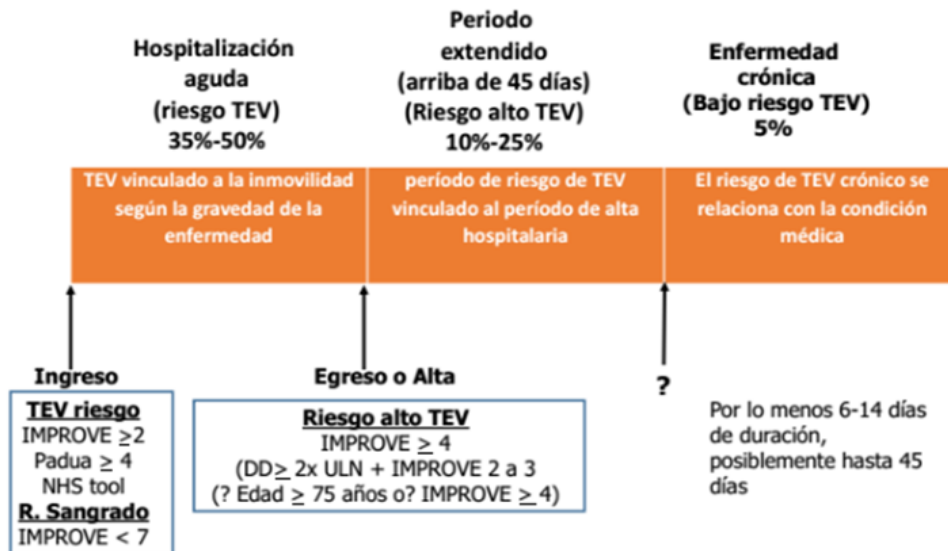 Hospitalización
aguda
(riesgo TEV)
35%-50%
Periodo
extendido
(arriba de 45 días)
(Riesgo alto TEV)
10%-25%
Enfermedad
crónica
(Bajo riesgo TEV)
5%
TEV vinculado a la inmovilidad
según la gravedad de la
enfermedad
período de riesgo de TEV
vinculado al período de alta
hospitalaria
El riesgo de TEV crónico se
relaciona con la condición
médica
Ingreso
TEV riesgo
IMPROVE ≥2
Padua ≥ 4
NHS tool
R. Sangrado
IMPROVE < 7
Egreso o Alta
Riesgo alto TEV
IMPROVE ≥ 4
(DD≥ 2x ULN + IMPROVE 2 a 3
(? Edad ≥ 75 años o? IMPROVE ≥ 4)
?
Por lo menos 6-14 días
de duración,
posiblemente hasta 45
días